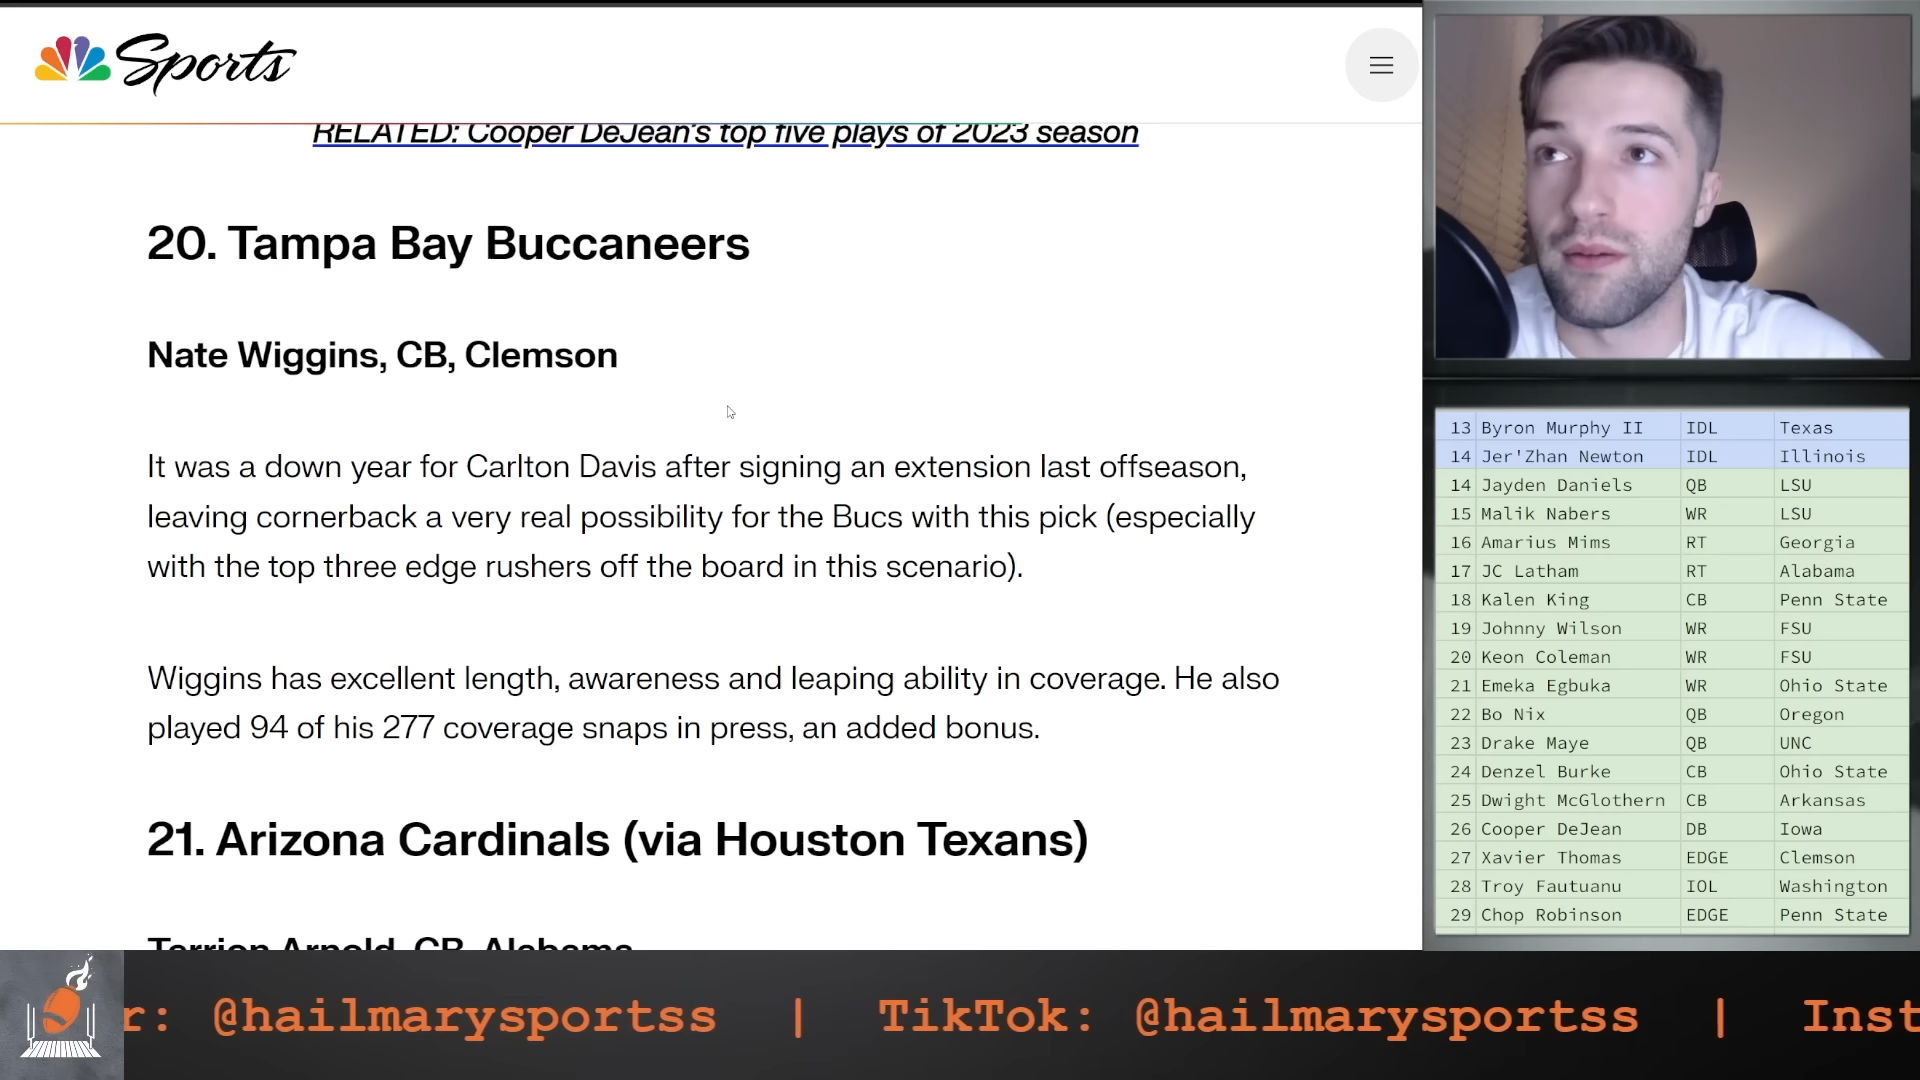 Sports
RELATED: Cooper DeJean's top five plays of 2023 season
20. Tampa Bay Buccaneers
Nate Wiggins, CB, Clemson
It was a down year for Carlton Davis after signing an extension last offseason,
leaving cornerback a very real possibility for the Bucs with this pick (especially
with the top three edge rushers off the board in this scenario).
Wiggins has excellent length, awareness and leaping ability in coverage. He also
played 94 of his 277 coverage snaps in press, an added bonus.
21. Arizona Cardinals (via Houston Texans)
Terrion Arnold, CB, Alabama
13 Byron Murphy II IDL Texas
14 Jer'Zhan Newton IDL Illinois
14 Jayden Daniels QB LSU
15 Malik Nabers WR LSU
16 Amarius Mims RT Georgia
17 JC Latham RT Alabama
18 Kalen King CB Penn State
19 Johnny Wilson WR FSU
20 Keon Coleman WR FSU
21 Emeka Egbuka WR Ohio State
22 Bo Nix QB Oregon
23 Drake Maye QB UNC
24 Denzel Burke CB Ohio State
25 Dwight McGlothern CB Arkansas
26 Cooper DeJean DB Iowa
27 Xavier Thomas EDGE Clemson
28 Troy Fautuanu IOL Washington
29 Chop Robinson EDGE Penn State
r: @hailmarysportss | TikTok: @hailmarysportss | Inst